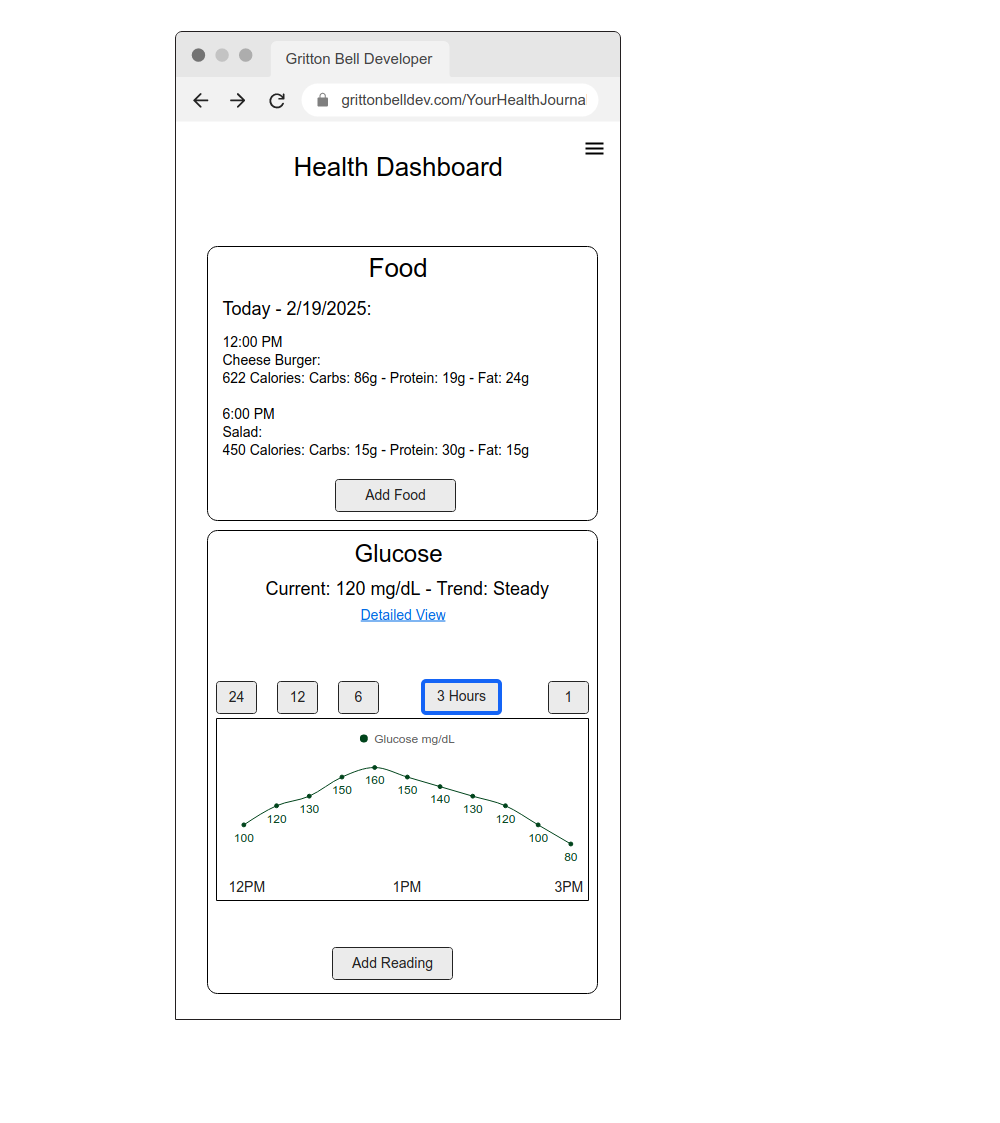 Gritton Bell Developer
grittonbelldev.com/YourHealthJourna
Health Dashboard
Food
Today - 2/19/2025:
12:00 PM
Cheese Burger:
622 Calories: Carbs: 86g - Protein: 19g - Fat: 24g
6:00 PM
Salad:
450 Calories: Carbs: 15g - Protein: 30g - Fat: 15g
Add Food
Glucose
Current: 120 mg/dL - Trend: Steady
Detailed View
24 12 6 3 Hours 1
Glucose mg/dL
100 120 130 150 160 150 140 130 120 100 80
12PM 1PM 3PM
Add Reading